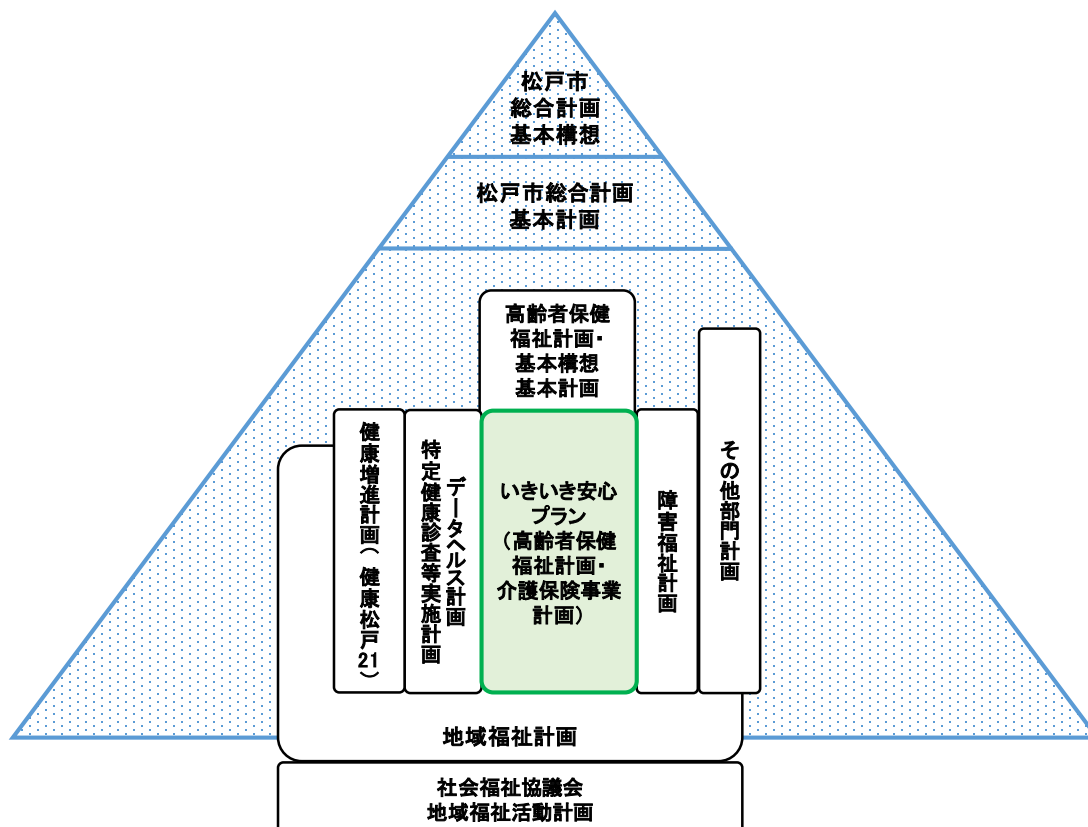 松戸市
総合計画
基本構想
松戸市総合計画
基本計画
高齢者保健
福祉計画・
基本構想
基本計画
健康増進計画(健康松戸21)
データヘルス計画
特定健康診査等実施計画
いきいき安心
プラン
(高齢者保健
福祉計画・
介護保険事業
計画)
障害福祉計画
その他部門計画
地域福祉計画
社会福祉協議会
地域福祉活動計画